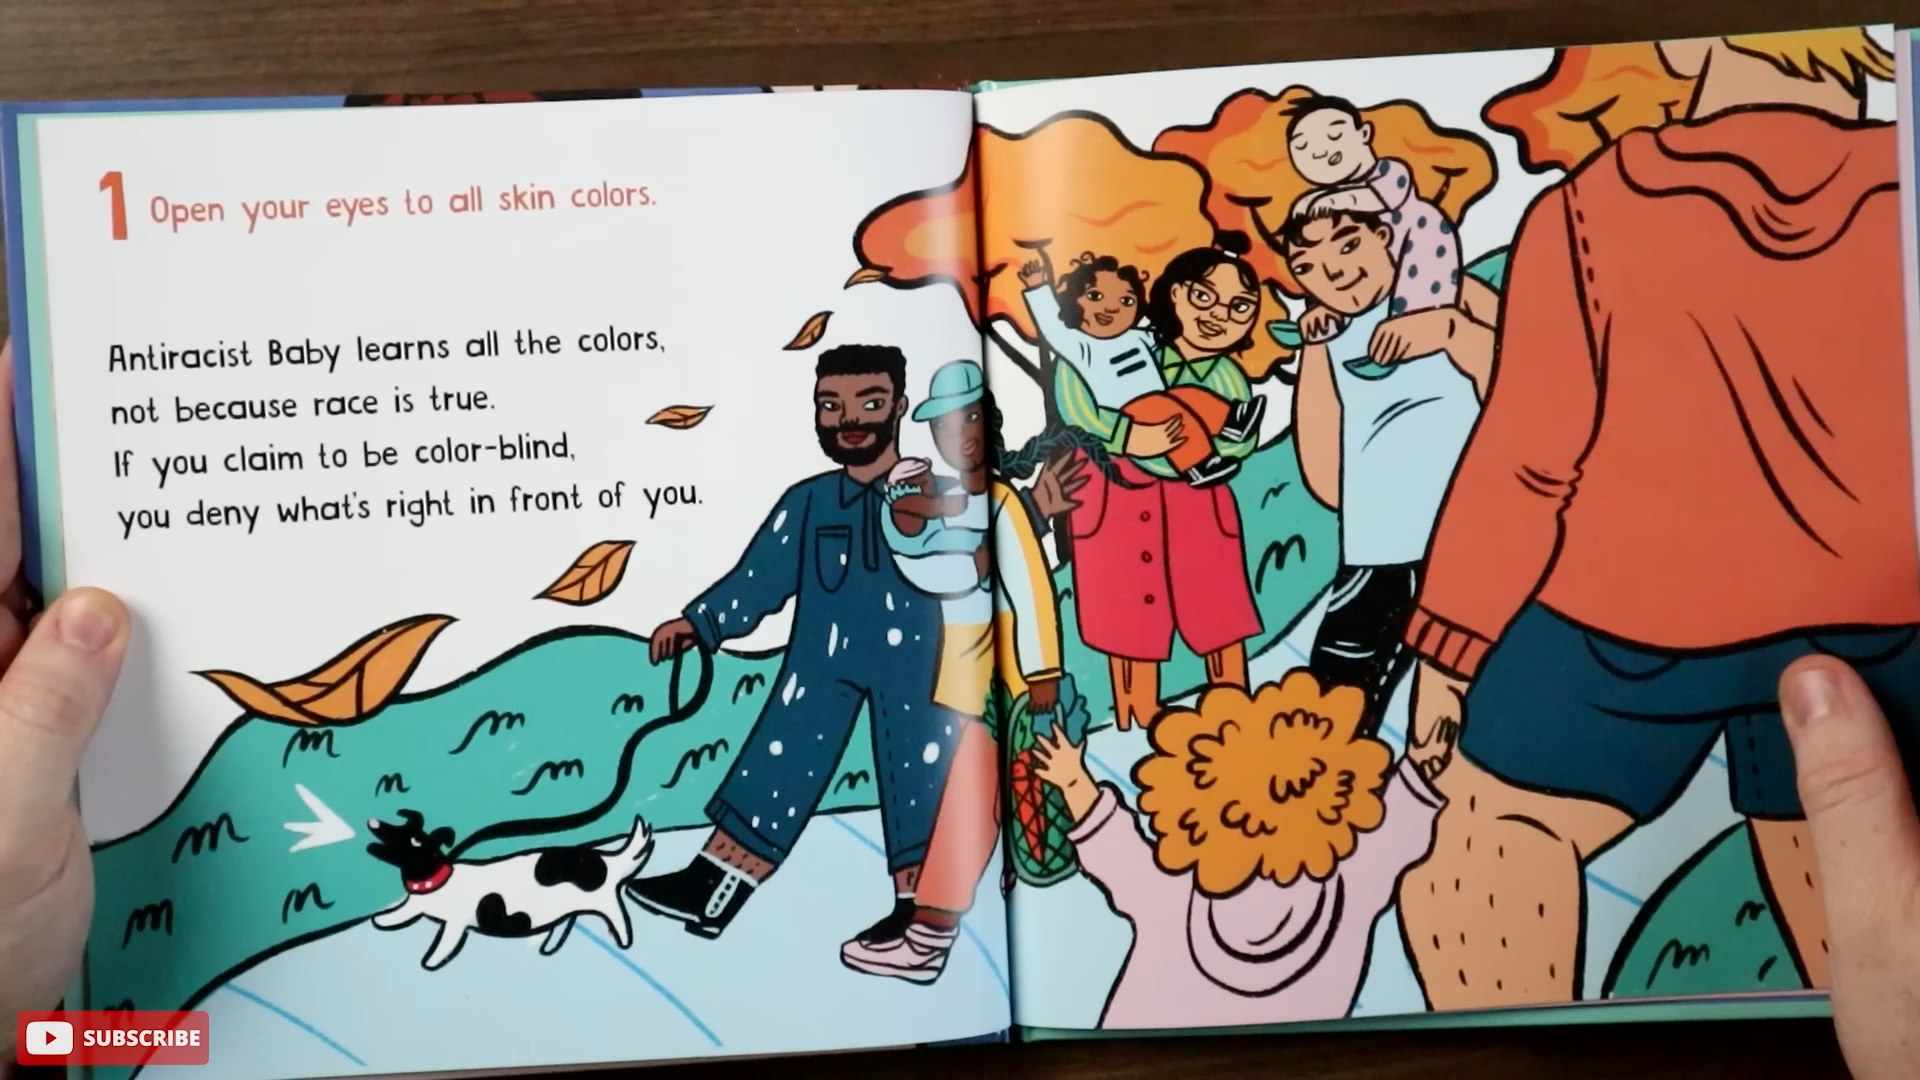 1 Open your eyes to all skin colors.
Antiracist Baby learns all the colors,
not because race is true.
If you claim to be color-blind,
you deny what's right in front of you.
SUBSCRIBE